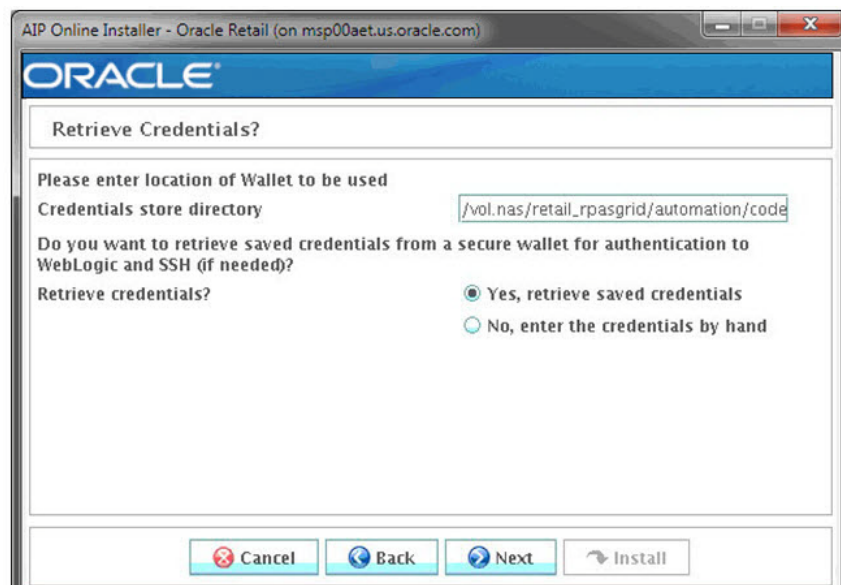 AIP Online Installer - Oracle Retail (on msp00aet.us.oracle.com)
ORACLE®
Retrieve Credentials?
Please enter location of Wallet to be used
Credentials store directory
/vol.nas/retail_rpasgrid/automation/code
Do you want to retrieve saved credentials from a secure wallet for authentication to
WebLogic and SSH (if needed)?
Retrieve credentials?
Yes, retrieve saved credentials
No, enter the credentials by hand
Cancel
Back
Next
Install